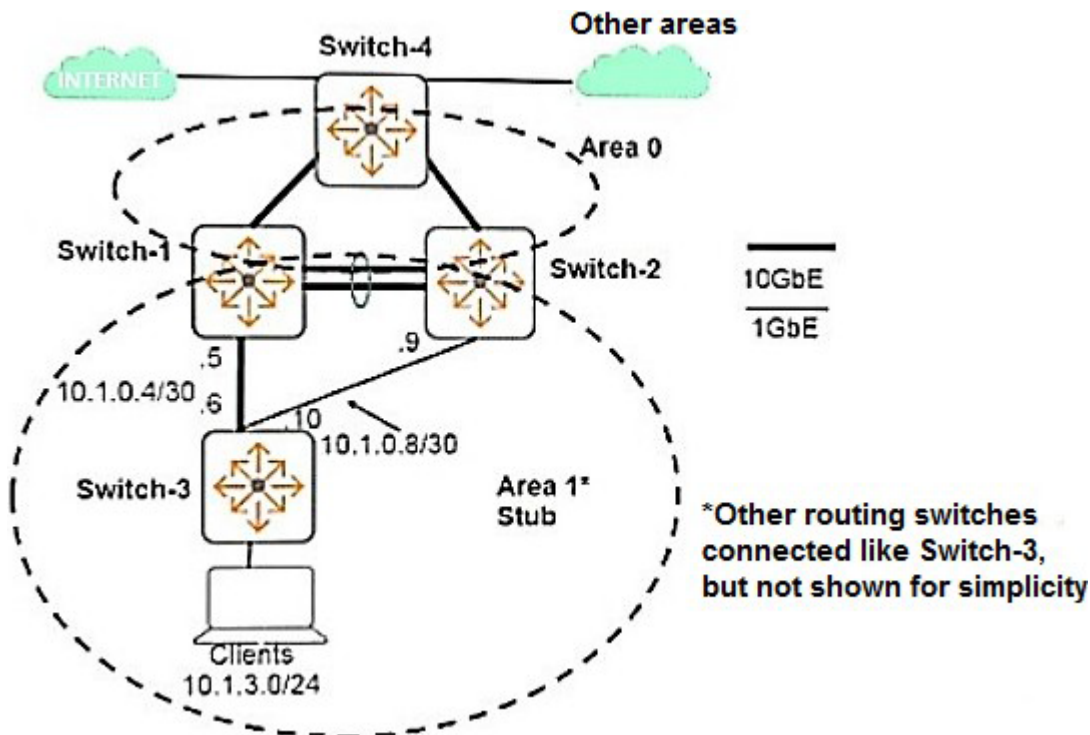 Other areas
Switch-4
INTERNET
Area 0
Switch-1
Switch-2
10GbE
1GbE
.5
.9
10.1.0.4/30
.6
.10
10.1.0.8/30
Switch-3
Area 1*
Stub
*Other routing switches
connected like Switch-3,
but not shown for simplicity
Clients
10.1.3.0/24